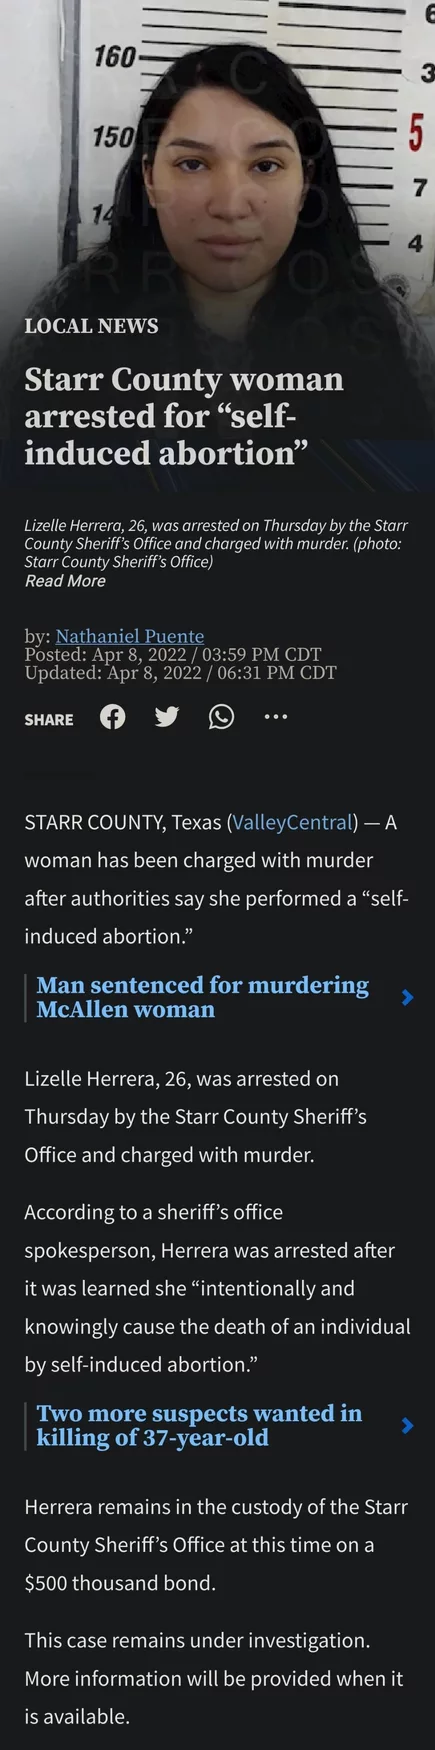 160
150
14
6
3
5
7
4
LOCAL NEWS
Starr County woman
arrested for “self-
induced abortion”
Lizelle Herrera, 26, was arrested on Thursday by the Starr
County Sheriff’s Office and charged with murder. (photo:
Starr County Sheriff’s Office)
Read More
by: Nathaniel Puente
Posted: Apr 8, 2022 / 03:59 PM CDT
Updated: Apr 8, 2022 / 06:31 PM CDT
SHARE
STARR COUNTY, Texas (ValleyCentral) — A
woman has been charged with murder
after authorities say she performed a “self-
induced abortion.”
Man sentenced for murdering
McAllen woman
Lizelle Herrera, 26, was arrested on
Thursday by the Starr County Sheriff’s
Office and charged with murder.
According to a sheriff’s office
spokesperson, Herrera was arrested after
it was learned she “intentionally and
knowingly cause the death of an individual
by self-induced abortion.”
Two more suspects wanted in
killing of 37-year-old
Herrera remains in the custody of the Starr
County Sheriff’s Office at this time on a
$500 thousand bond.
This case remains under investigation.
More information will be provided when it
is available.